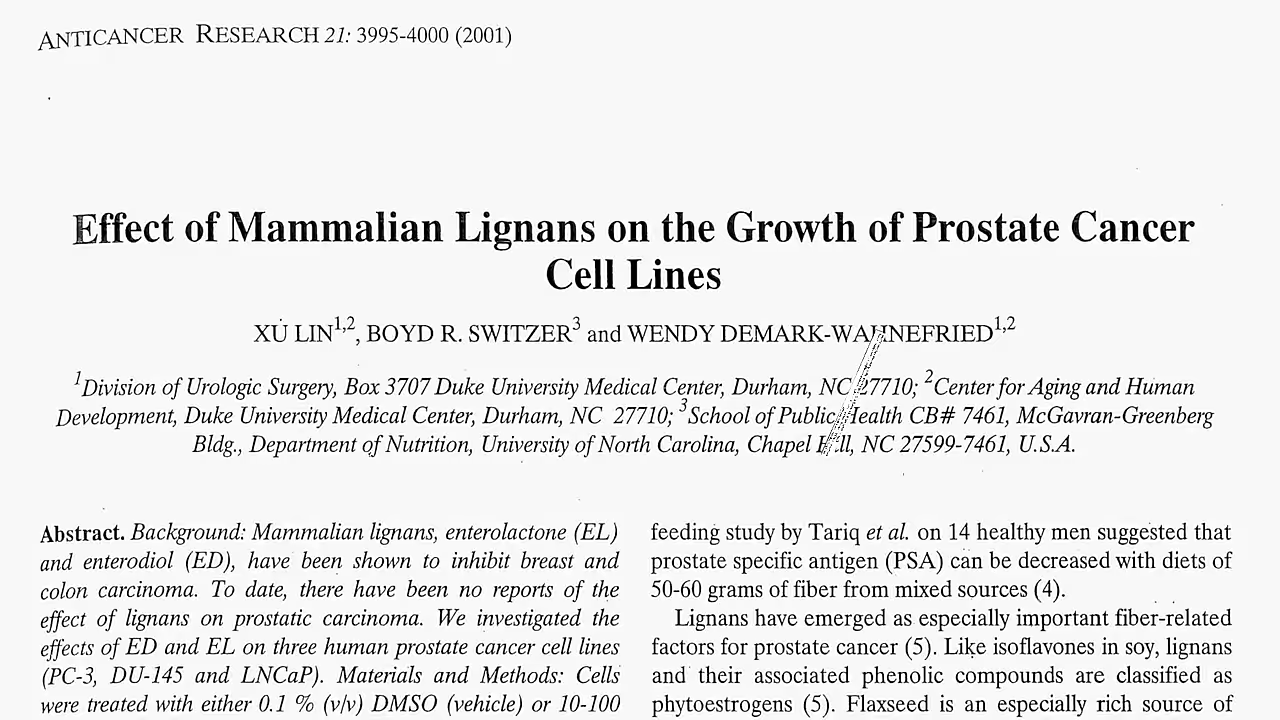 ANTICANCER RESEARCH 21: 3995-4000 (2001)
Effect of Mammalian Lignans on the Growth of Prostate Cancer
Cell Lines
XU LIN1,2, BOYD R. SWITZER3 and WENDY DEMARK-WAHNEFRIED1,2
1Division of Urologic Surgery, Box 3707 Duke University Medical Center, Durham, NC 27710; 2Center for Aging and Human
Development, Duke University Medical Center, Durham, NC 27710; 3School of Public Health CB# 7461, McGavran-Greenberg
Bldg., Department of Nutrition, University of North Carolina, Chapel Hill, NC 27599-7461, U.S.A.
Abstract. Background: Mammalian lignans, enterolactone (EL)
and enterodiol (ED), have been shown to inhibit breast and
colon carcinoma. To date, there have been no reports of the
effect of lignans on prostatic carcinoma. We investigated the
effects of ED and EL on three human prostate cancer cell lines
(PC-3, DU-145 and LNCaP). Materials and Methods: Cells
were treated with either 0.1 % (v/v) DMSO (vehicle) or 10-100
feeding study by Tariq et al. on 14 healthy men suggested that
prostate specific antigen (PSA) can be decreased with diets of
50-60 grams of fiber from mixed sources (4).
Lignans have emerged as especially important fiber-related
factors for prostate cancer (5). Like isoflavones in soy, lignans
and their associated phenolic compounds are classified as
phytoestrogens (5). Flaxseed is an especially rich source of